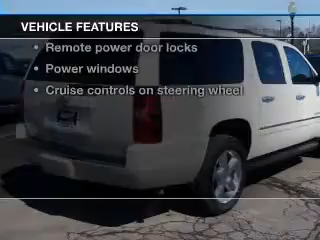 VEHICLE FEATURES
• Remote power door locks
• Power windows
• Cruise controls on steering wheel